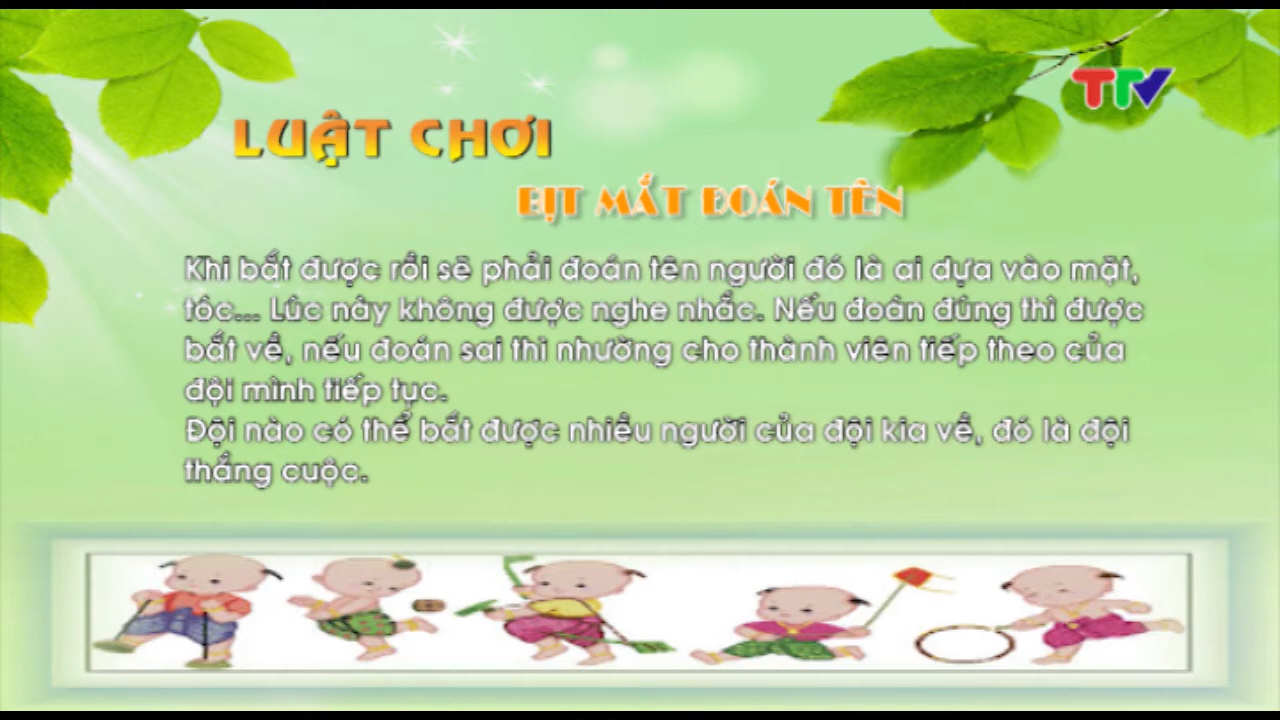 TTV
LUẬT CHƠI
BỊT MẮT ĐOÁN TÊN
Khi bắt được rồi sẽ phải đoán tên người đó là ai dựa vào mặt,
tóc... Lúc này không được nghe nhắc. Nếu đoán đúng thì được
bắt về, nếu đoán sai thì nhường cho thành viên tiếp theo của
đội mình tiếp tục.
Đội nào có thể bắt được nhiều người của đội kia về, đó là đội
thắng cuộc.